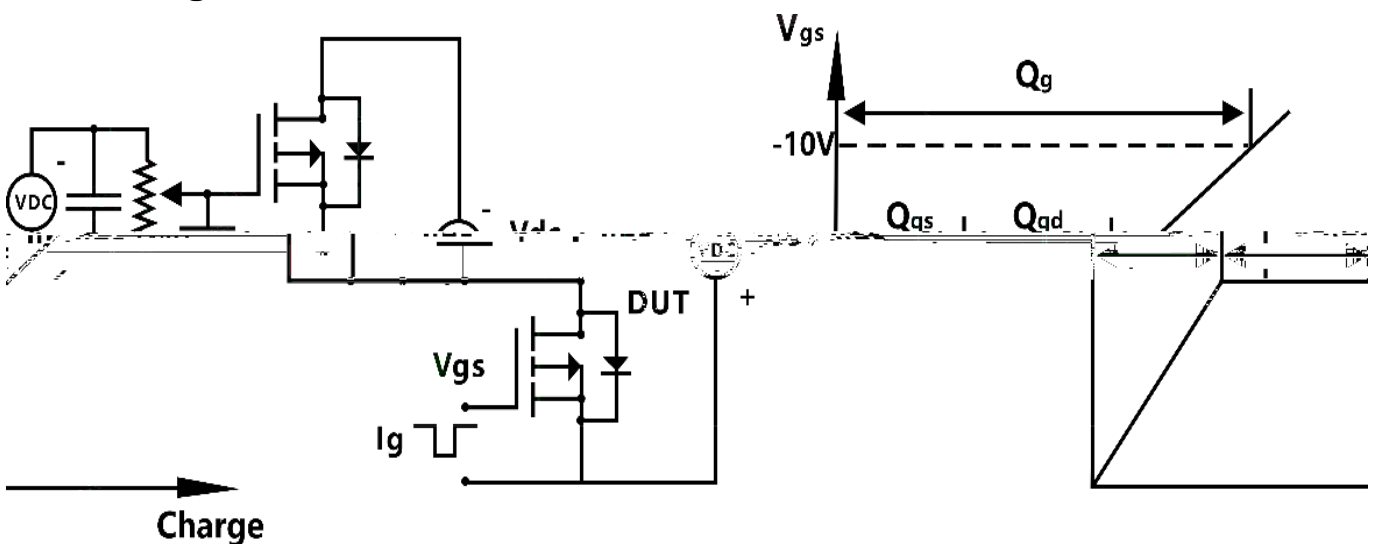 Vgs
Qg
-10V
-
VDC
-
Qgs
Qgd
DUT
+
Vgs
Ig
Charge